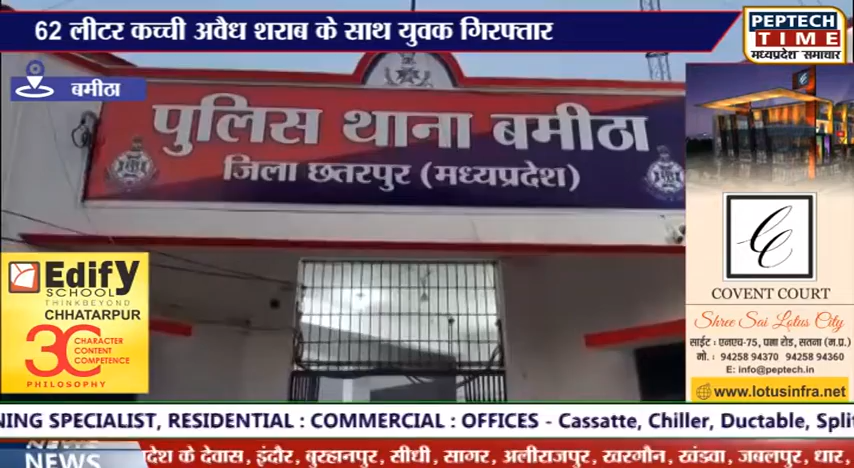 62 लीटर कच्ची अवैध शराब के साथ युवक गिरफ्तार
PEPTECH
TIME
मध्यप्रदेश समाचार
बमीठा
पुलिस थाना बमीठा
जिला छतरपुर (मध्यप्रदेश)
Edify
SCHOOL
THINKBEYOND
CHHATARPUR
3C
CHARACTER
CONTENT
COMPETENCE
PHILOSOPHY
COVENT COURT
Shree Sai Lotus City
साईट : एनएच-75, पन्ना रोड, सतना (म.प्र.)
मो. : 94258 94370 94258 94360
E: info@peptech.in
www.lotusinfra.net
NING SPECIALIST, RESIDENTIAL : COMMERCIAL : OFFICES - Cassatte, Chiller, Ductable, Split
NEWS
देश के देवास, इंदौर, बुरहानपुर, सीधी, सागर, अलीराजपुर, खरगौन, खंडवा, जबलपुर, धार,